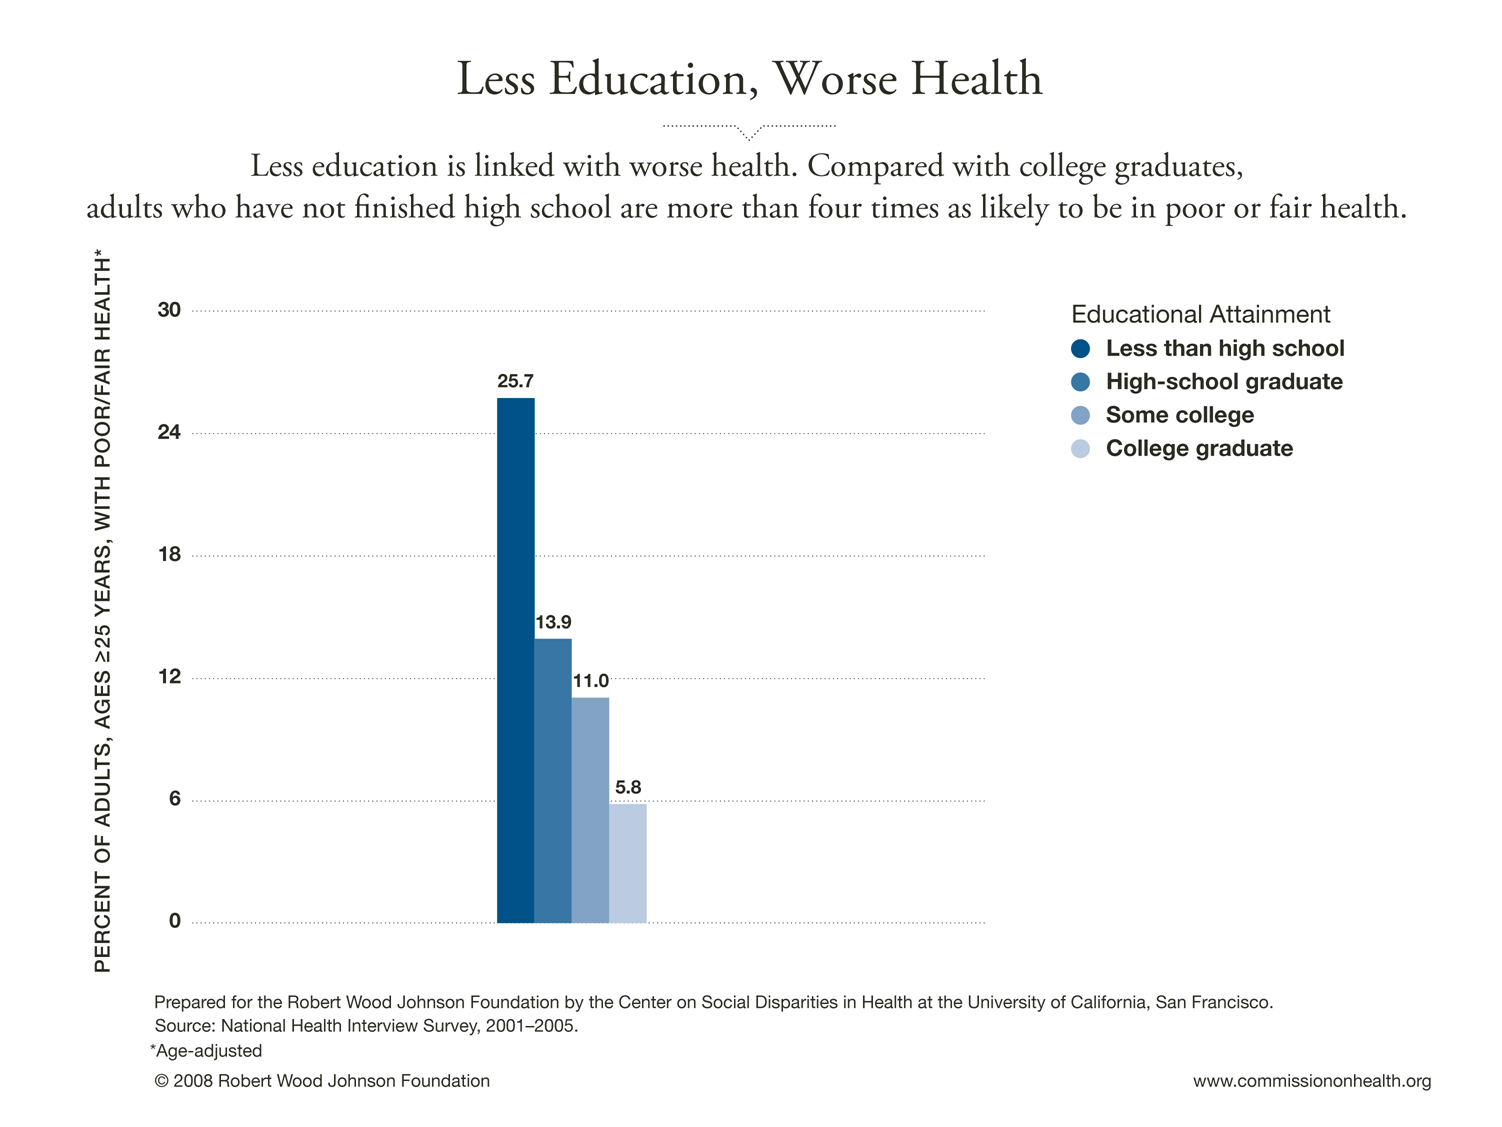 Less Education, Worse Health
Less education is linked with worse health. Compared with college graduates,
adults who have not finished high school are more than four times as likely to be in poor or fair health.
PERCENT OF ADULTS, AGES ≥25 YEARS, WITH POOR/FAIR HEALTH*
30
24
18
12
6
0
25.7
13.9
11.0
5.8
Educational Attainment
Less than high school
High-school graduate
Some college
College graduate
Prepared for the Robert Wood Johnson Foundation by the Center on Social Disparities in Health at the University of California, San Francisco.
Source: National Health Interview Survey, 2001–2005.
*Age-adjusted
© 2008 Robert Wood Johnson Foundation
www.commissiononhealth.org